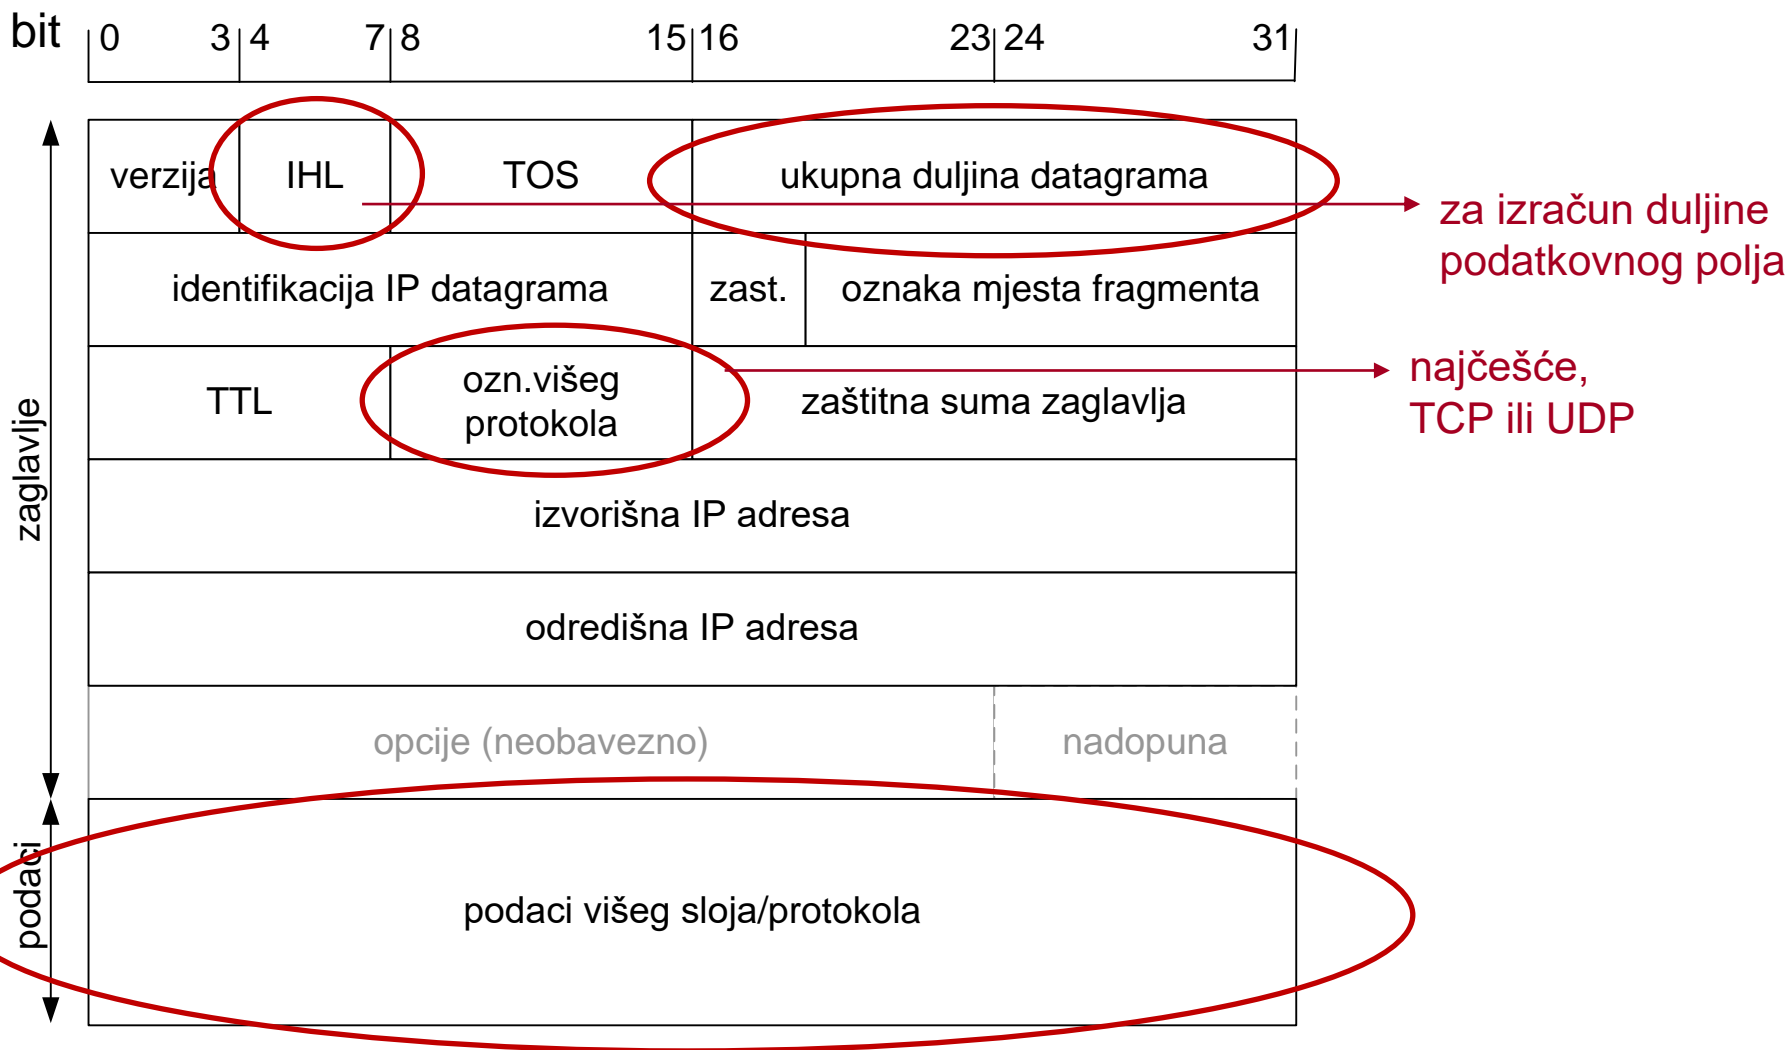 bit 0 3 4 7 8 15 16 23 24 31
verzija IHL TOS ukupna duljina datagrama
za izračun duljine
podatkovnog polja
identifikacija IP datagrama zast. oznaka mjesta fragmenta
TTL ozn.višeg
protokola zaštitna suma zaglavlja
najčešće,
TCP ili UDP
zaglavlje
izvorišna IP adresa
odredišna IP adresa
opcije (neobavezno) nadopuna
podaci
podaci višeg sloja/protokola